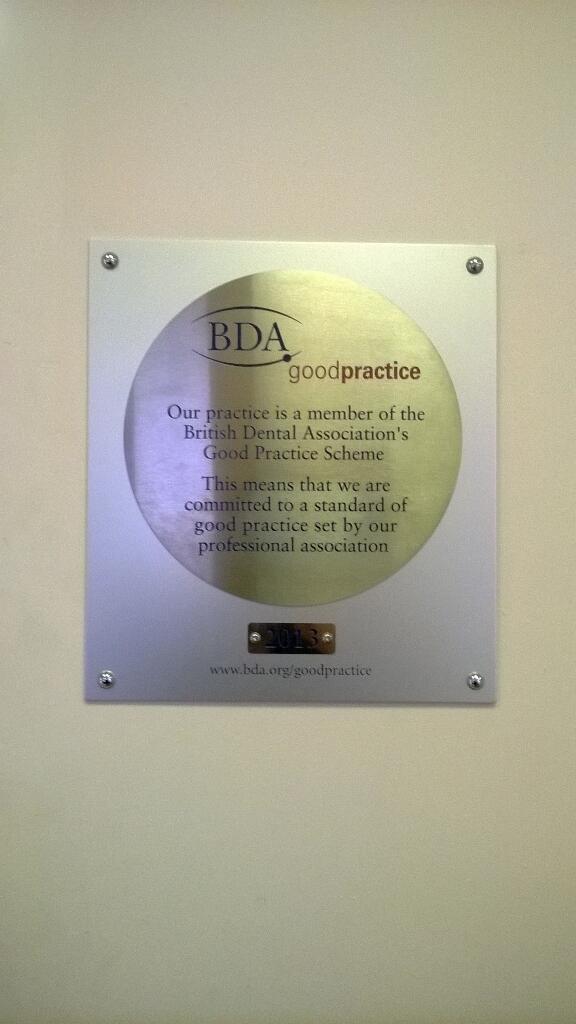 BDA
goodpractice
Our practice is a member of the
British Dental Association's
Good Practice Scheme
This means that we are
committed to a standard of
good practice set by our
professional association
2013
www.bda.org/goodpractice